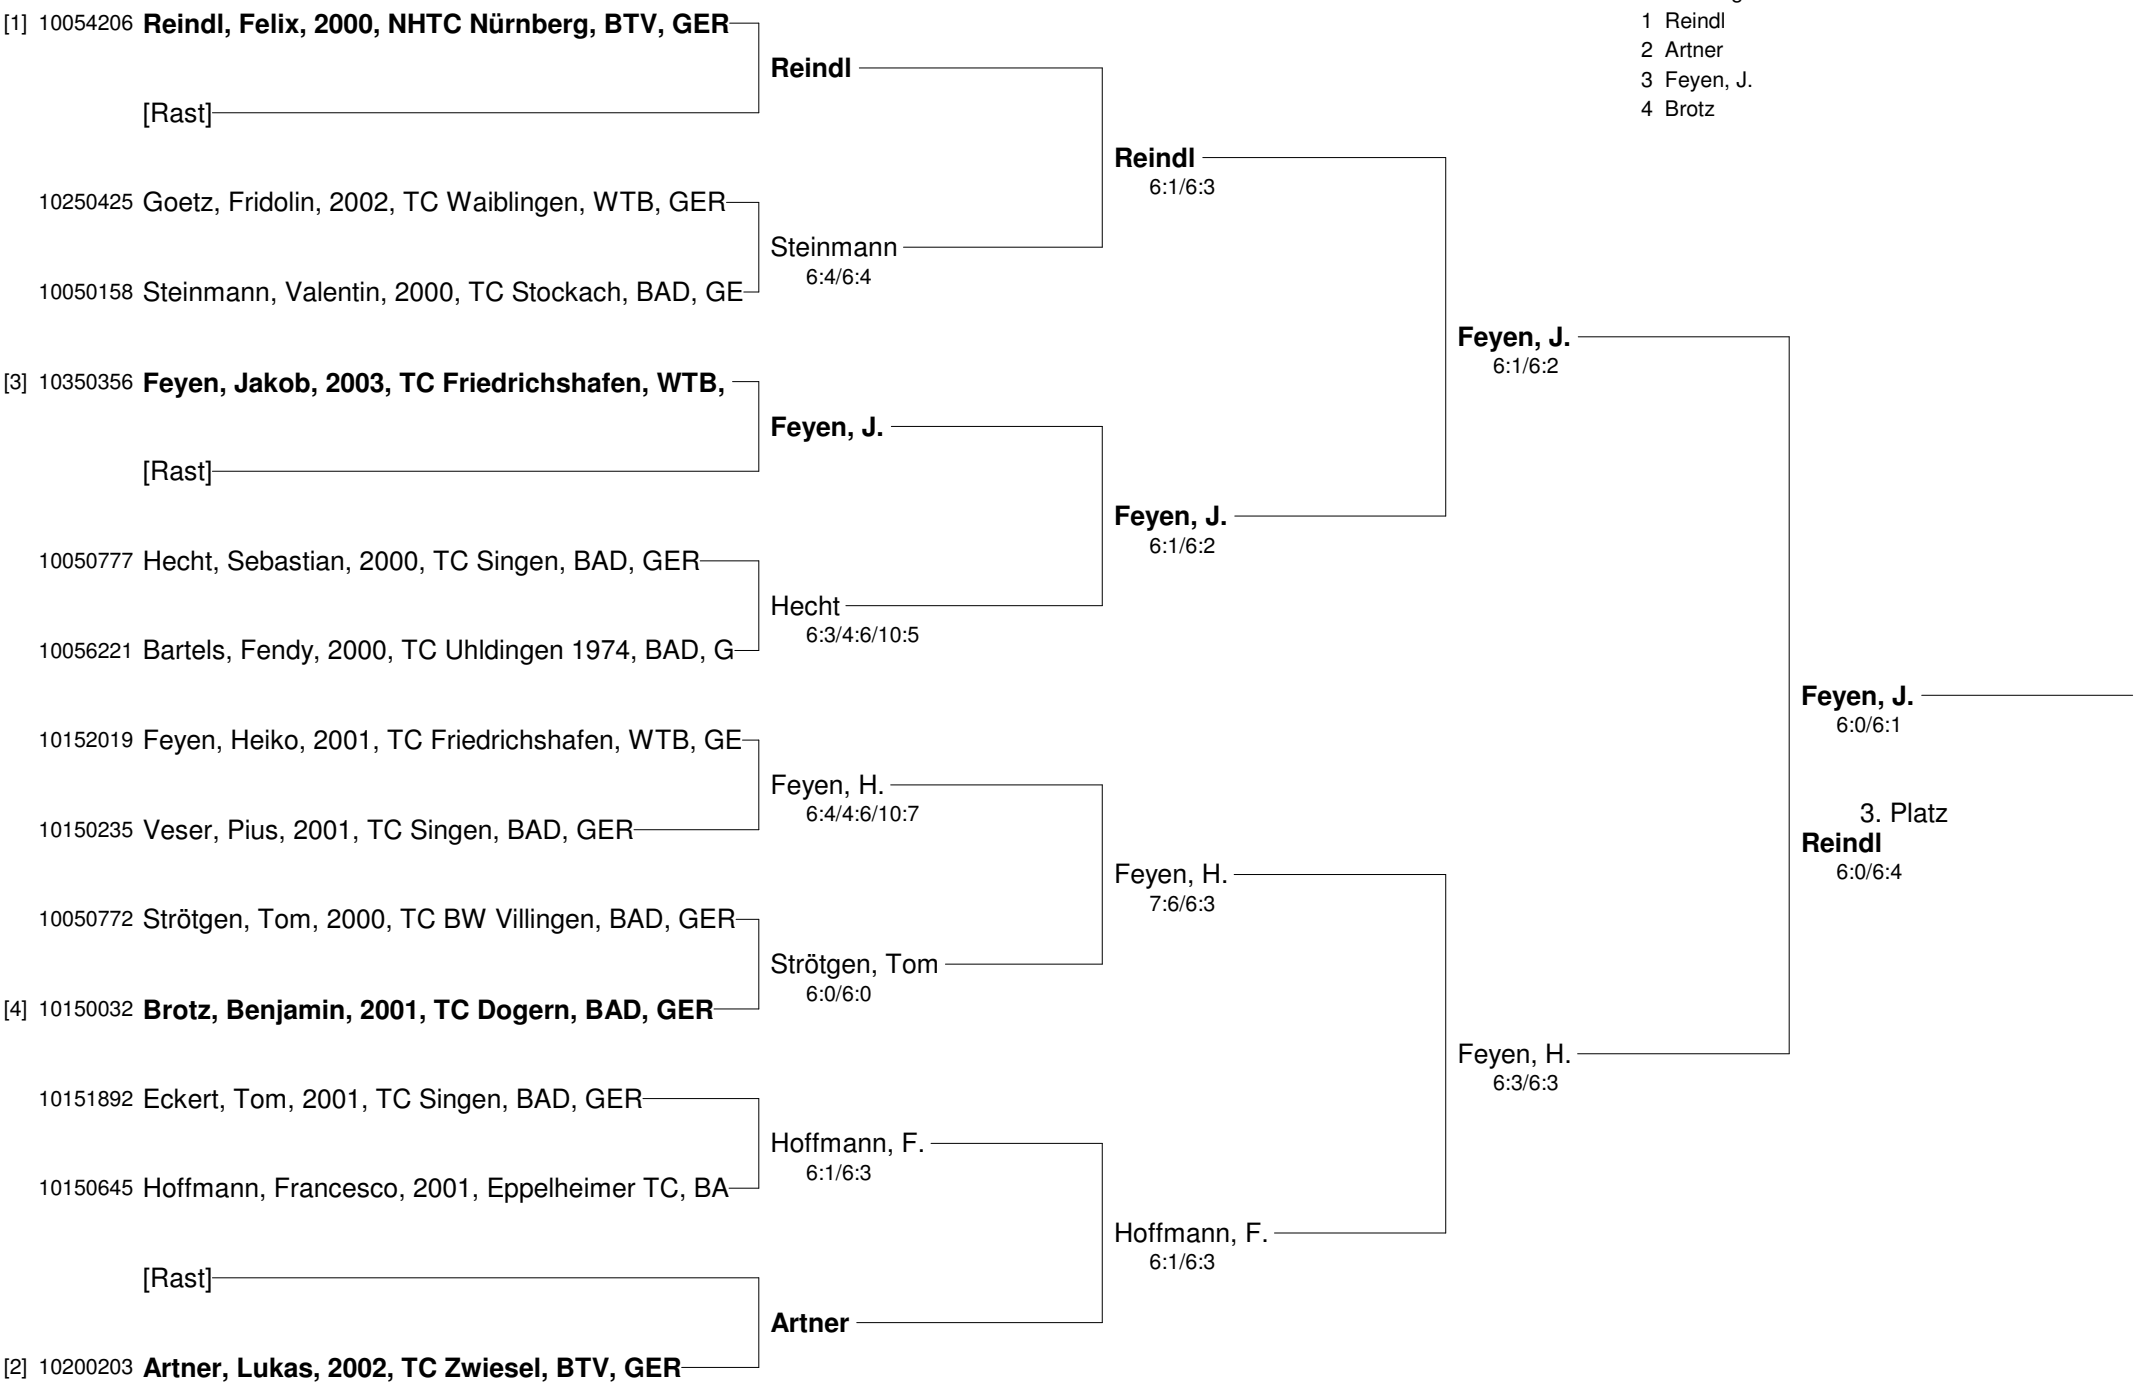 [1] 10054206 Reindl, Felix, 2000, NHTC Nürnberg, BTV, GER
[Rast]
10250425 Goetz, Fridolin, 2002, TC Waiblingen, WTB, GER
10050158 Steinmann, Valentin, 2000, TC Stockach, BAD, GE
[3] 10350356 Feyen, Jakob, 2003, TC Friedrichshafen, WTB,
[Rast]
10050777 Hecht, Sebastian, 2000, TC Singen, BAD, GER
10056221 Bartels, Fendy, 2000, TC Uhldingen 1974, BAD, G
10152019 Feyen, Heiko, 2001, TC Friedrichshafen, WTB, GE
10150235 Veser, Pius, 2001, TC Singen, BAD, GER
10050772 Strötgen, Tom, 2000, TC BW Villingen, BAD, GER
[4] 10150032 Brotz, Benjamin, 2001, TC Dogern, BAD, GER
10151892 Eckert, Tom, 2001, TC Singen, BAD, GER
10150645 Hoffmann, Francesco, 2001, Eppelheimer TC, BA
[Rast]
[2] 10200203 Artner, Lukas, 2002, TC Zwiesel, BTV, GER
Reindl
Steinmann
6:4/6:4
Feyen, J.
Hecht
6:3/4:6/10:5
Feyen, H.
6:4/4:6/10:7
Strötgen, Tom
6:0/6:0
Hoffmann, F.
6:1/6:3
Artner
Reindl
6:1/6:3
Feyen, J.
6:1/6:2
Feyen, H.
7:6/6:3
Hoffmann, F.
6:1/6:3
Feyen, J.
6:1/6:2
Feyen, H.
6:3/6:3
1 Reindl
2 Artner
3 Feyen, J.
4 Brotz
Feyen, J.
6:0/6:1
3. Platz
Reindl
6:0/6:4